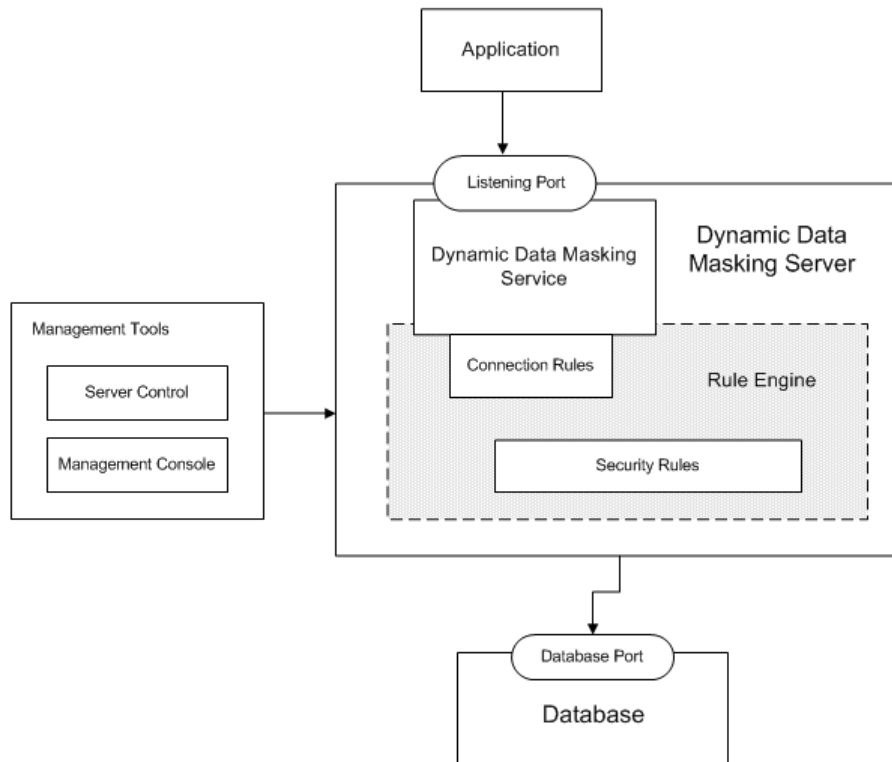 Application
Listening Port
Dynamic Data Masking
Service
Dynamic Data
Masking Server
Management Tools
Server Control
Management Console
Connection Rules
Rule Engine
Security Rules
Database Port
Database